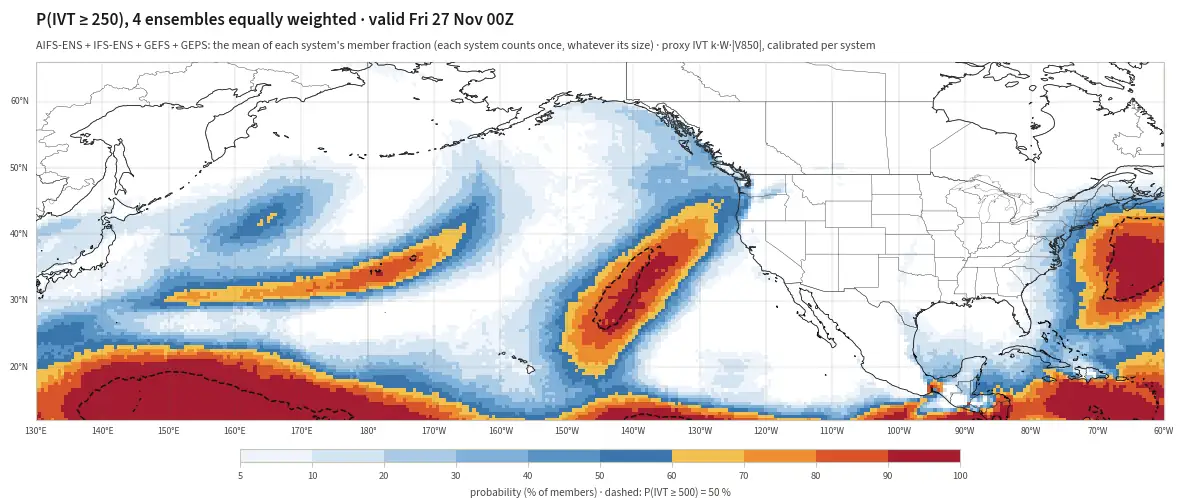 P(IVT ≥ 250), 4 ensembles equally weighted · valid Fri 27 Nov 00Z
AIFS-ENS + IFS-ENS + GEFS + GEPS: the mean of each system's member fraction (each system counts once, whatever its size) · proxy IVT k·W·|V850|, calibrated per system
60°N
50°N
40°N
30°N
20°N
130°E 140°E 150°E 160°E 170°E 180° 170°W 160°W 150°W 140°W 130°W 120°W 110°W 100°W 90°W 80°W 70°W 60°W
5 10 20 30 40 50 60 70 80 90 100
probability (% of members) · dashed: P(IVT ≥ 500) = 50 %